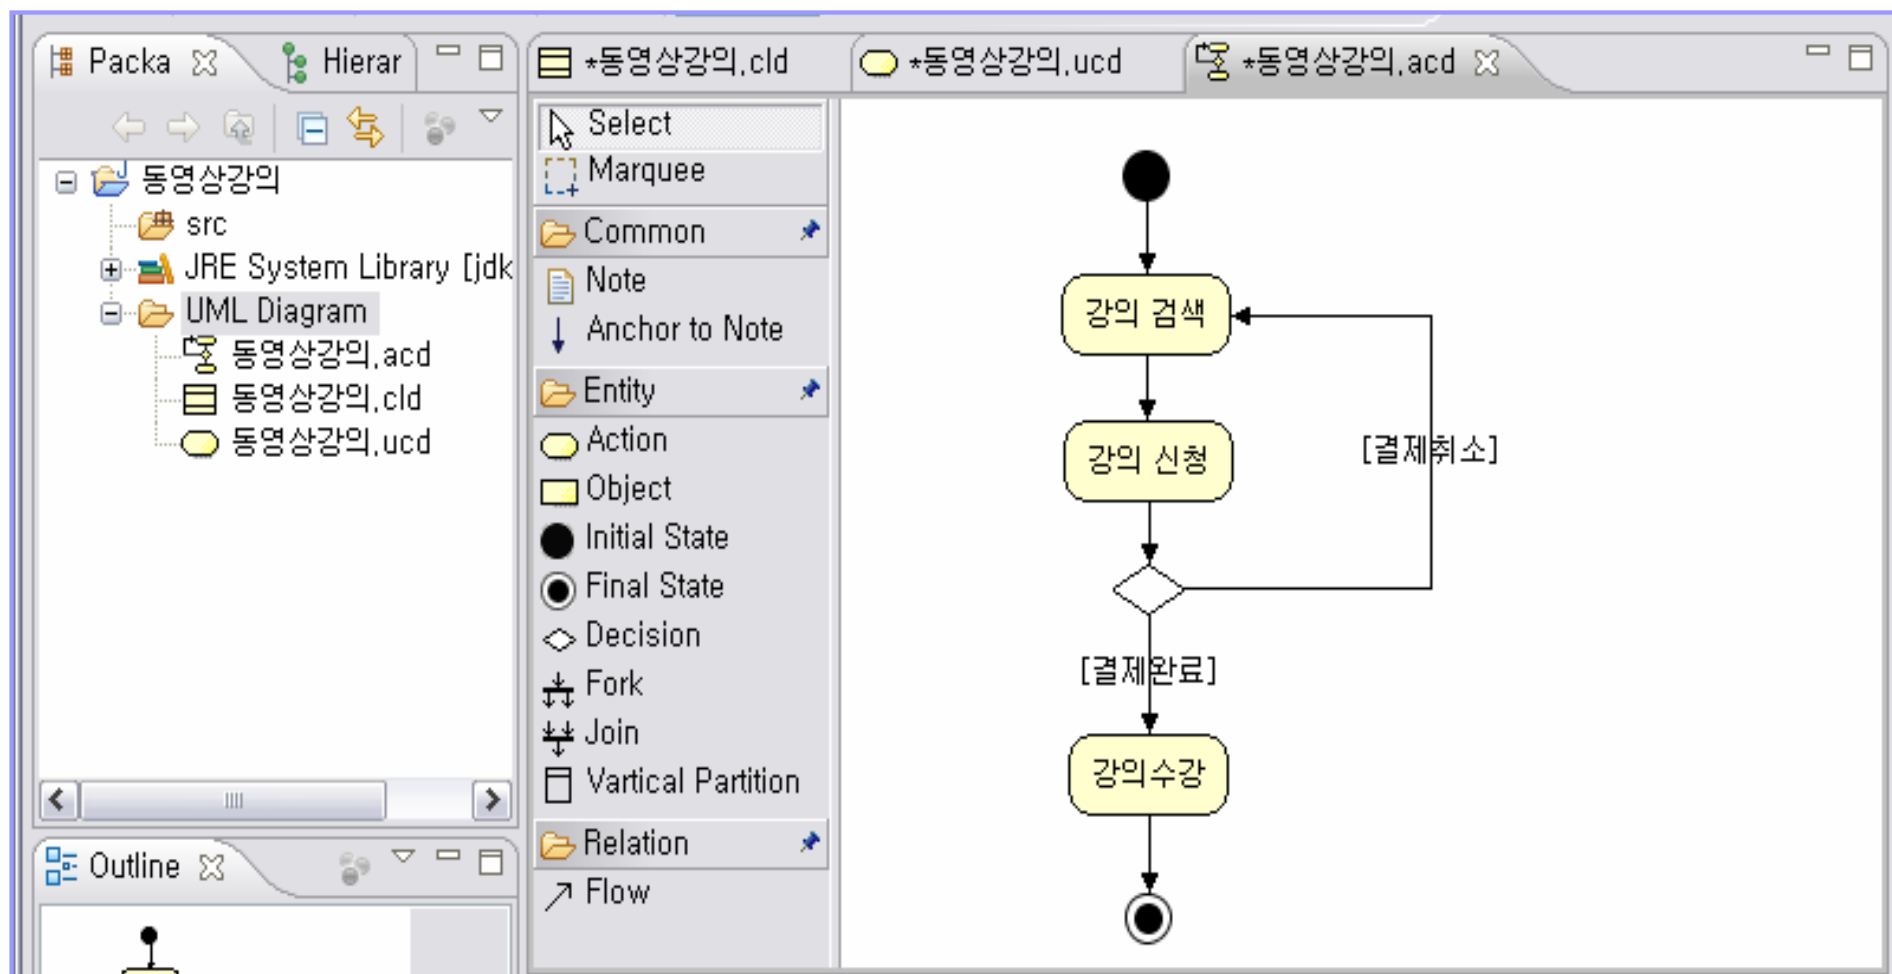 Packa
Hierar
동영상강의
src
JRE System Library [jdk
UML Diagram
동영상강의.acd
동영상강의.cld
동영상강의.ucd
Outline
*동영상강의.cld
*동영상강의.ucd
*동영상강의.acd
Select
Marquee
Common
Note
Anchor to Note
Entity
Action
Object
Initial State
Final State
Decision
Fork
Join
Vartical Partition
Relation
Flow
강의 검색
강의 신청
[결제취소]
[결제완료]
강의수강